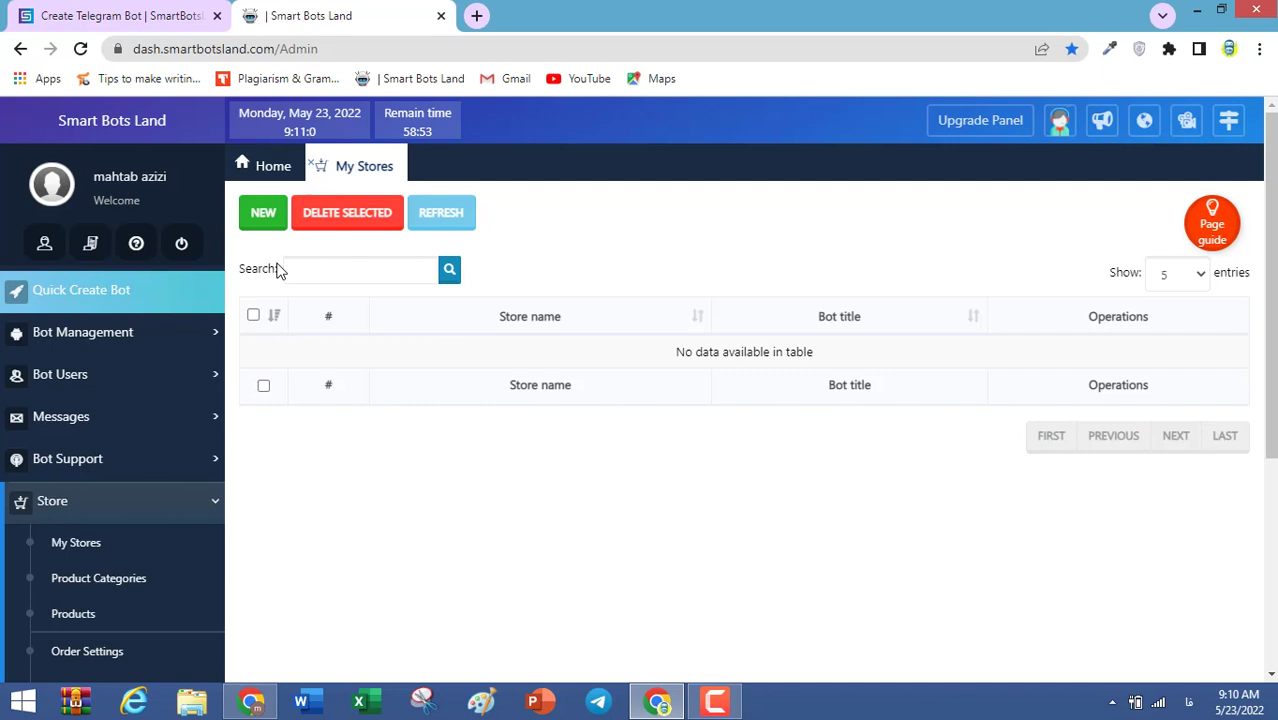 Create Telegram Bot | SmartBots
| Smart Bots Land
dash.smartbotsland.com/Admin
Apps
Tips to make writin...
Plagiarism & Gram...
| Smart Bots Land
Gmail
YouTube
Maps
Smart Bots Land
Monday, May 23, 2022
9:11:0
Remain time
58:53
Upgrade Panel
mahtab azizi
Welcome
Home
My Stores
NEW
DELETE SELECTED
REFRESH
Page
guide
Search:
Show: 5 entries
# Store name Bot title Operations
No data available in table
# Store name Bot title Operations
FIRST PREVIOUS NEXT LAST
Quick Create Bot
Bot Management
Bot Users
Messages
Bot Support
Store
My Stores
Product Categories
Products
Order Settings
فا
9:10 AM
5/23/2022